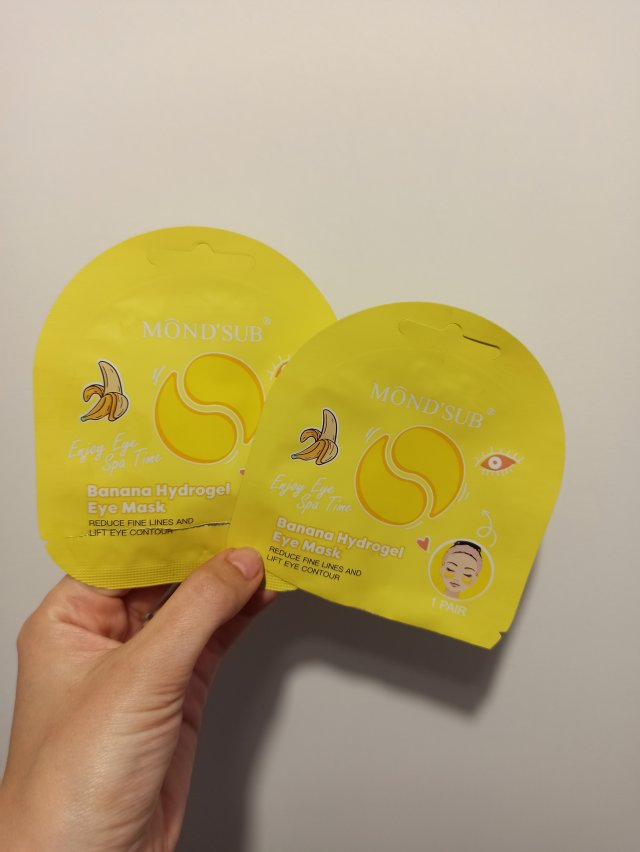 MÔND'SUB®
Enjoy Eye
Spa Time
Banana Hydrogel
Eye Mask
REDUCE FINE LINES AND
LIFT EYE CONTOUR
MÔND'SUB®
Enjoy Eye
Spa Time
Banana Hydrogel
Eye Mask
REDUCE FINE LINES AND
LIFT EYE CONTOUR
1 PAIR